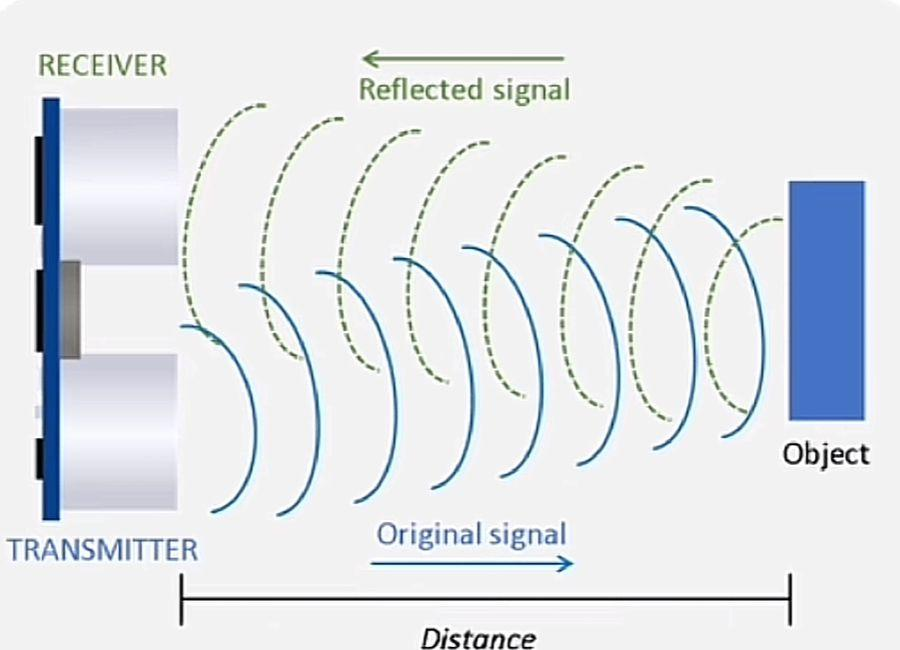 RECEIVER
Reflected signal
Object
Original signal
TRANSMITTER
Distance